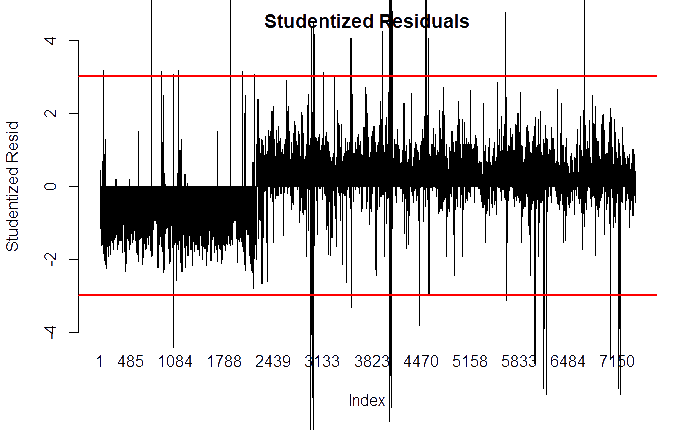 Studentized Residuals
Studentized Resid
4
2
0
-2
-4
1 485 1084 1788 2439 3133 3823 4470 5158 5833 6484 7150
Index